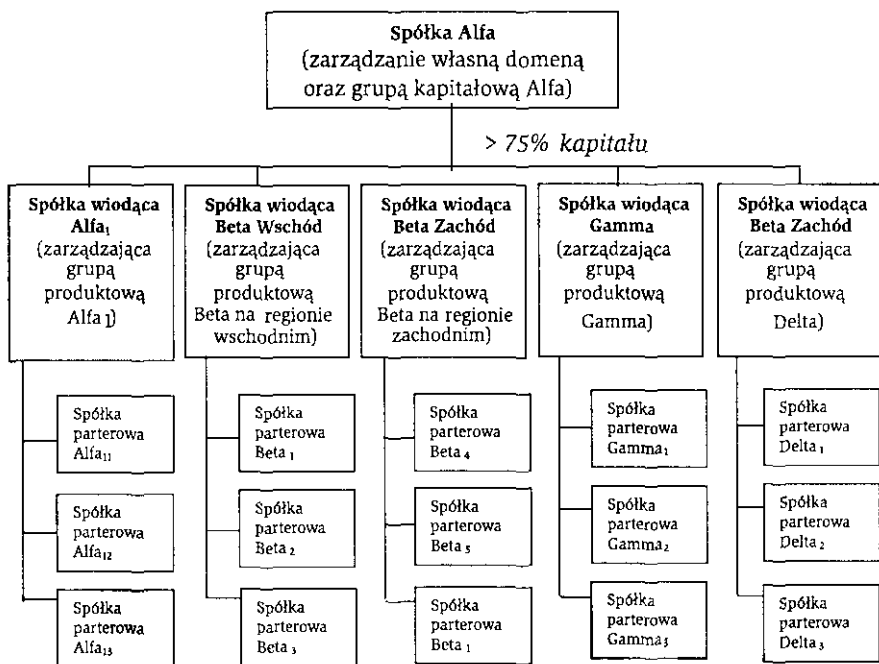 Spółka Alfa
(zarządzanie własną domeną
oraz grupą kapitałową Alfa)
> 75% kapitału
Spółka wiodąca
Alfa₁
(zarządzająca
grupą
produktową
Alfa 1)
Spółka wiodąca
Beta Wschód
(zarządzająca
grupą
produktową
Beta na regionie
wschodnim)
Spółka wiodąca
Beta Zachód
(zarządzająca
grupą
produktową
Beta na regionie
zachodnim)
Spółka wiodąca
Gamma
(zarządzająca
grupą
produktową
Gamma)
Spółka wiodąca
Beta Zachód
(zarządzająca
grupą
produktową
Delta)
Spółka
parterowa
Alfa₁₁
Spółka
parterowa
Beta ₁
Spółka
parterowa
Beta ₄
Spółka
parterowa
Gamma₁
Spółka
parterowa
Delta ₁
Spółka
parterowa
Alfa₁₂
Spółka
parterowa
Beta ₂
Spółka
parterowa
Beta ₅
Spółka
parterowa
Gamma₂
Spółka
parterowa
Delta ₂
Spółka
parterowa
Alfa₁₃
Spółka
parterowa
Beta ₃
Spółka
parterowa
Beta ₁
Spółka
parterowa
Gamma₃
Spółka
parterowa
Delta ₃